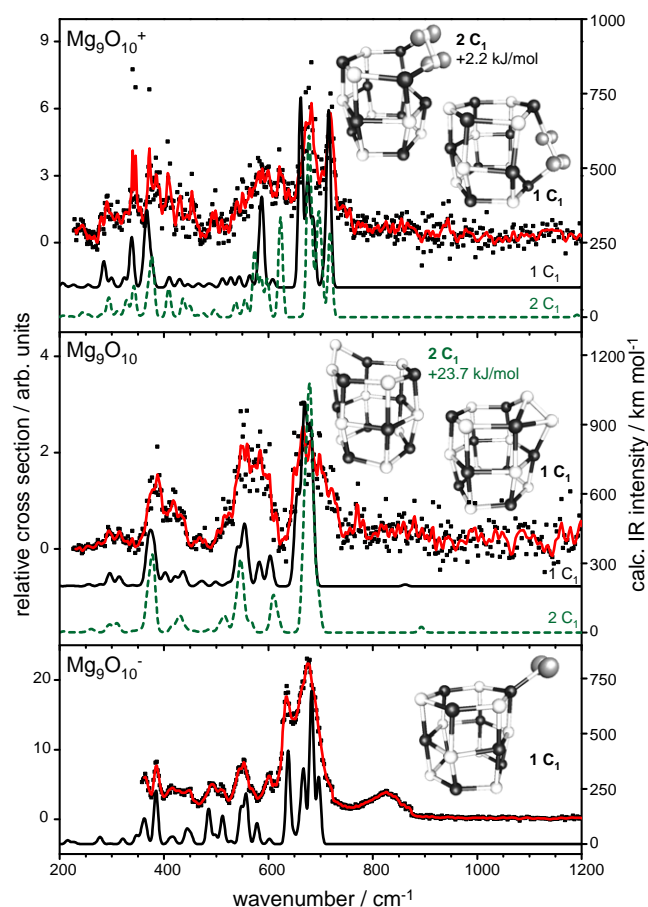 Mg₉O₁₀⁺
9
6
3
0
1000
750
500
250
0
2 C₁
+2.2 kJ/mol
1 C₁
1 C₁
2 C₁
Mg₉O₁₀
4
2
0
1200
900
600
300
0
2 C₁
+23.7 kJ/mol
1 C₁
1 C₁
2 C₁
Mg₉O₁₀⁻
20
10
0
750
500
250
0
1 C₁
200
400
600
800
1000
1200
wavenumber / cm⁻¹
relative cross section / arb. units
calc. IR intensity / km mol⁻¹